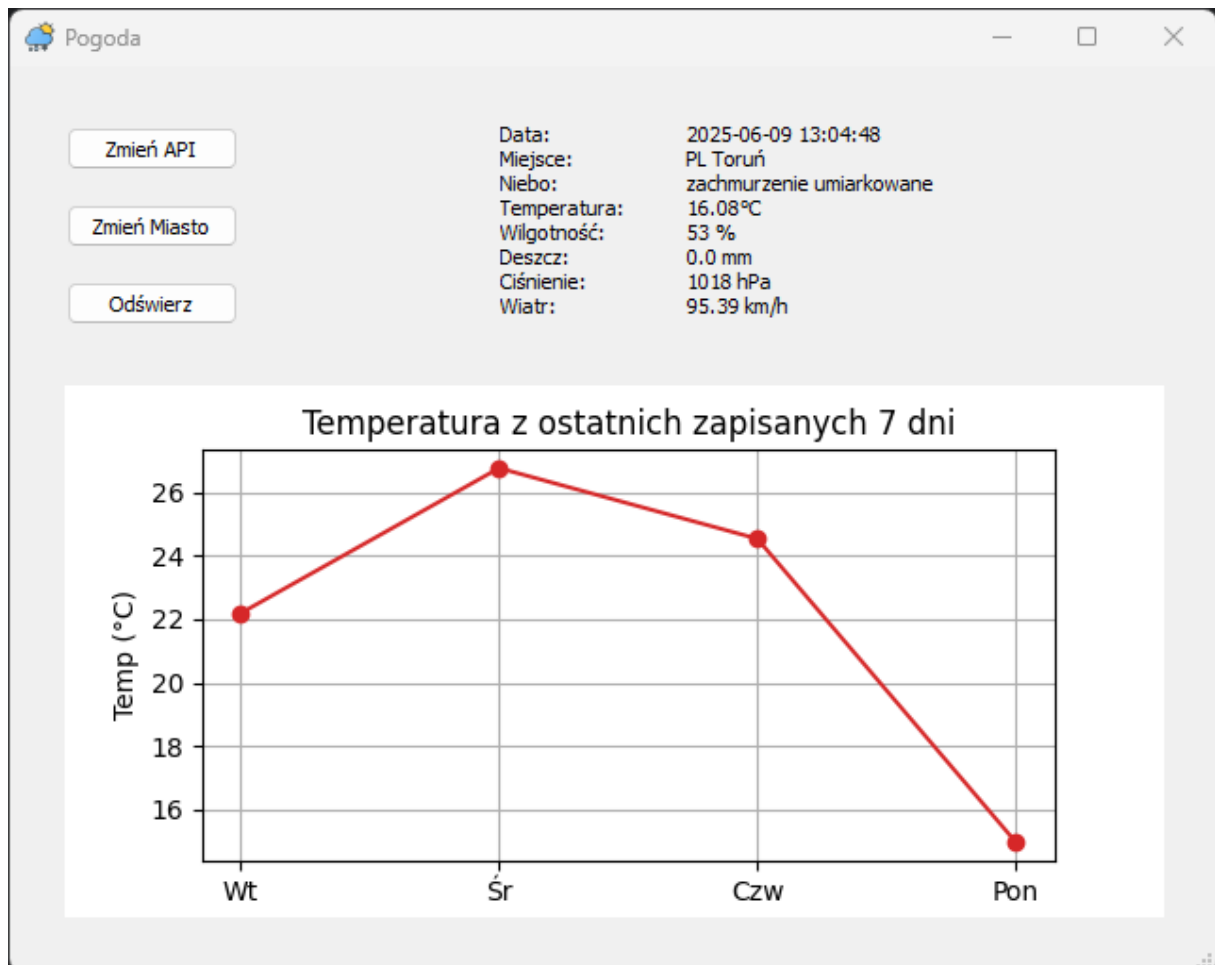 Pogoda
Zmień API
Zmień Miasto
Odświerz
Data: 2025-06-09 13:04:48
Miejsce: PL Toruń
Niebo: zachmurzenie umiarkowane
Temperatura: 16.08°C
Wilgotność: 53 %
Deszcz: 0.0 mm
Ciśnienie: 1018 hPa
Wiatr: 95.39 km/h
Temperatura z ostatnich zapisanych 7 dni
Temp (°C)
26
24
22
20
18
16
Wt Śr Czw Pon